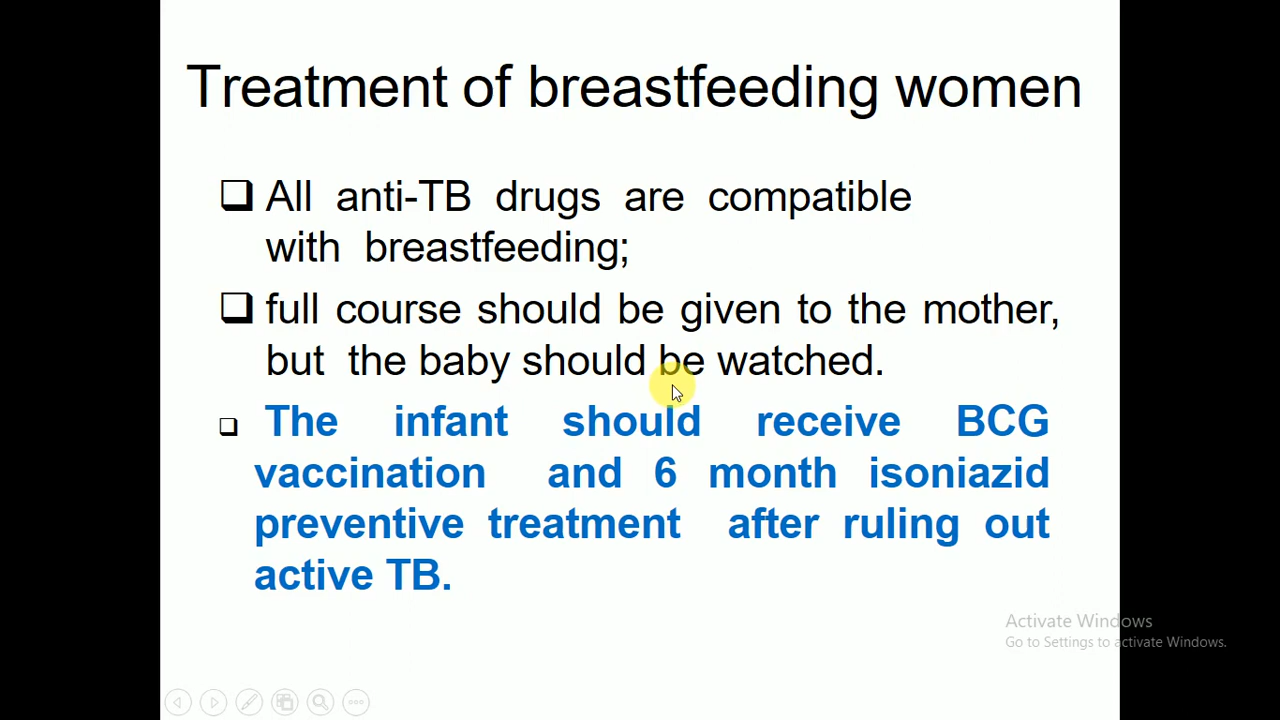 Treatment of breastfeeding women
❑ All anti-TB drugs are compatible
with breastfeeding;
❑ full course should be given to the mother,
but the baby should be watched.
❑ The infant should receive BCG
vaccination and 6 month isoniazid
preventive treatment after ruling out
active TB.
Activate Windows
Go to Settings to activate Windows.